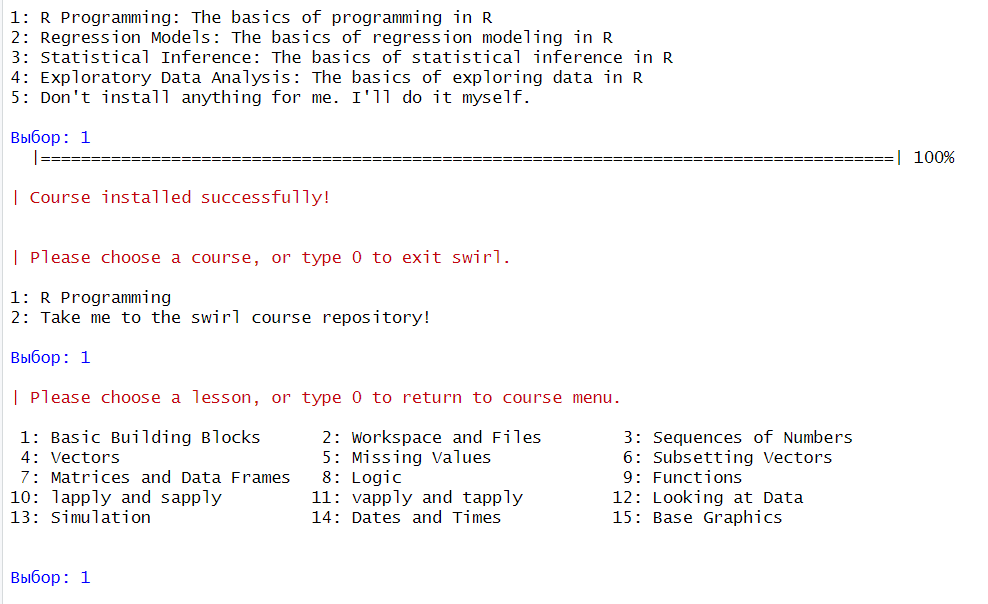 1: R Programming: The basics of programming in R
2: Regression Models: The basics of regression modeling in R
3: Statistical Inference: The basics of statistical inference in R
4: Exploratory Data Analysis: The basics of exploring data in R
5: Don't install anything for me. I'll do it myself.
Выбор: 1
|=====================================================================================| 100%
| Course installed successfully!
| Please choose a course, or type 0 to exit swirl.
1: R Programming
2: Take me to the swirl course repository!
Выбор: 1
| Please choose a lesson, or type 0 to return to course menu.
1: Basic Building Blocks 2: Workspace and Files 3: Sequences of Numbers
4: Vectors 5: Missing Values 6: Subsetting Vectors
7: Matrices and Data Frames 8: Logic 9: Functions
10: lapply and sapply 11: vapply and tapply 12: Looking at Data
13: Simulation 14: Dates and Times 15: Base Graphics
Выбор: 1